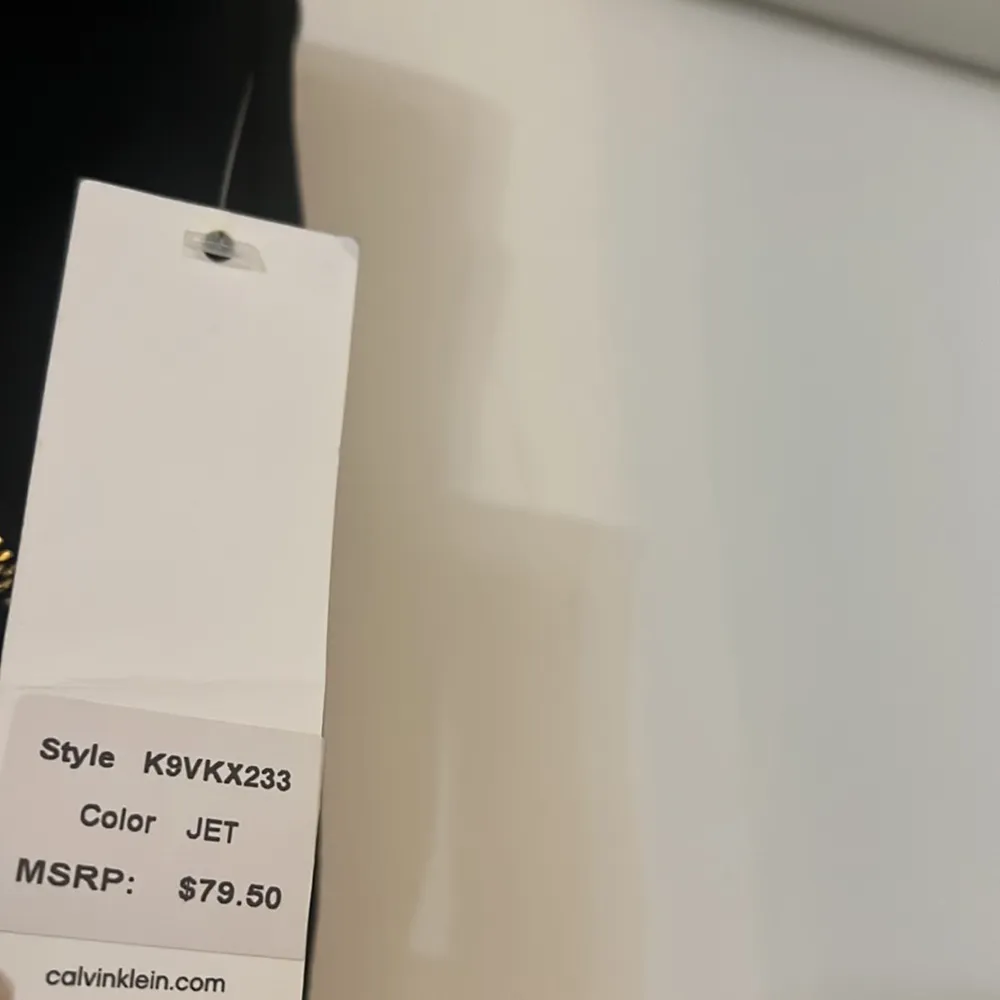 Style K9VKX233
Color JET
MSRP: $79.50
calvinklein.com